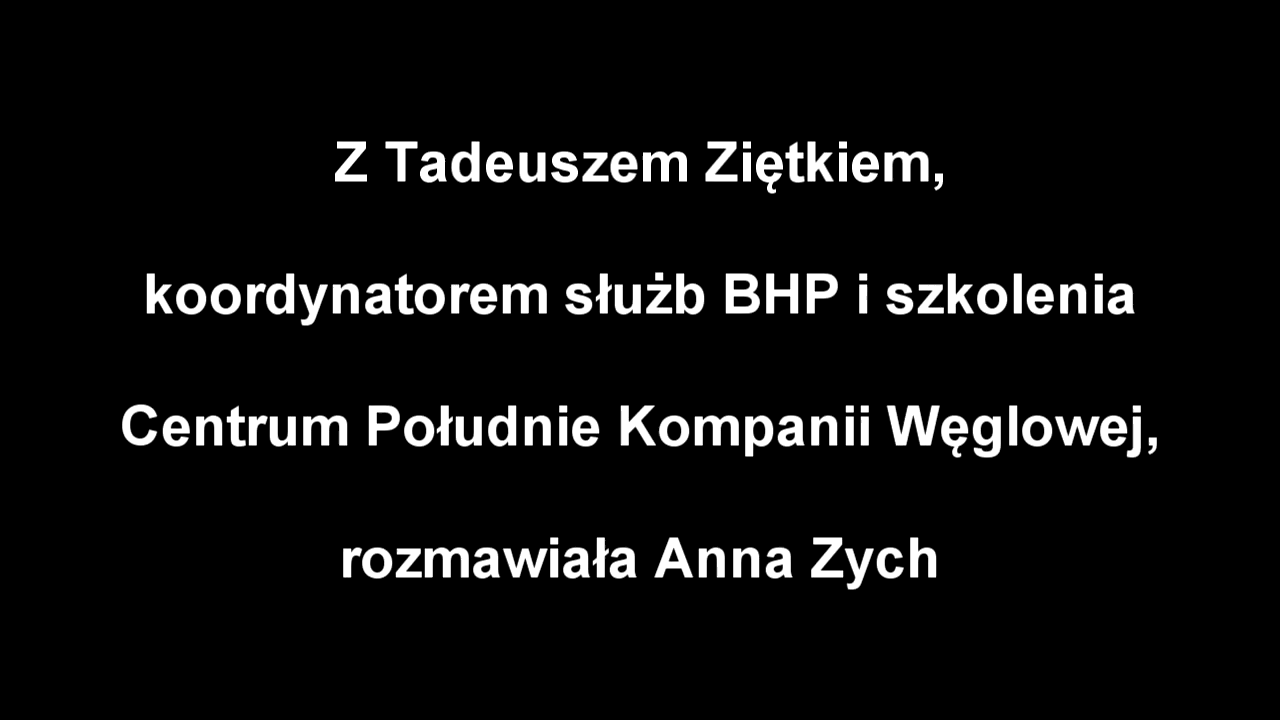 Z Tadeuszem Ziętkiem,
koordynatorem służb BHP i szkolenia
Centrum Południe Kompanii Węglowej,
rozmawiała Anna Zych